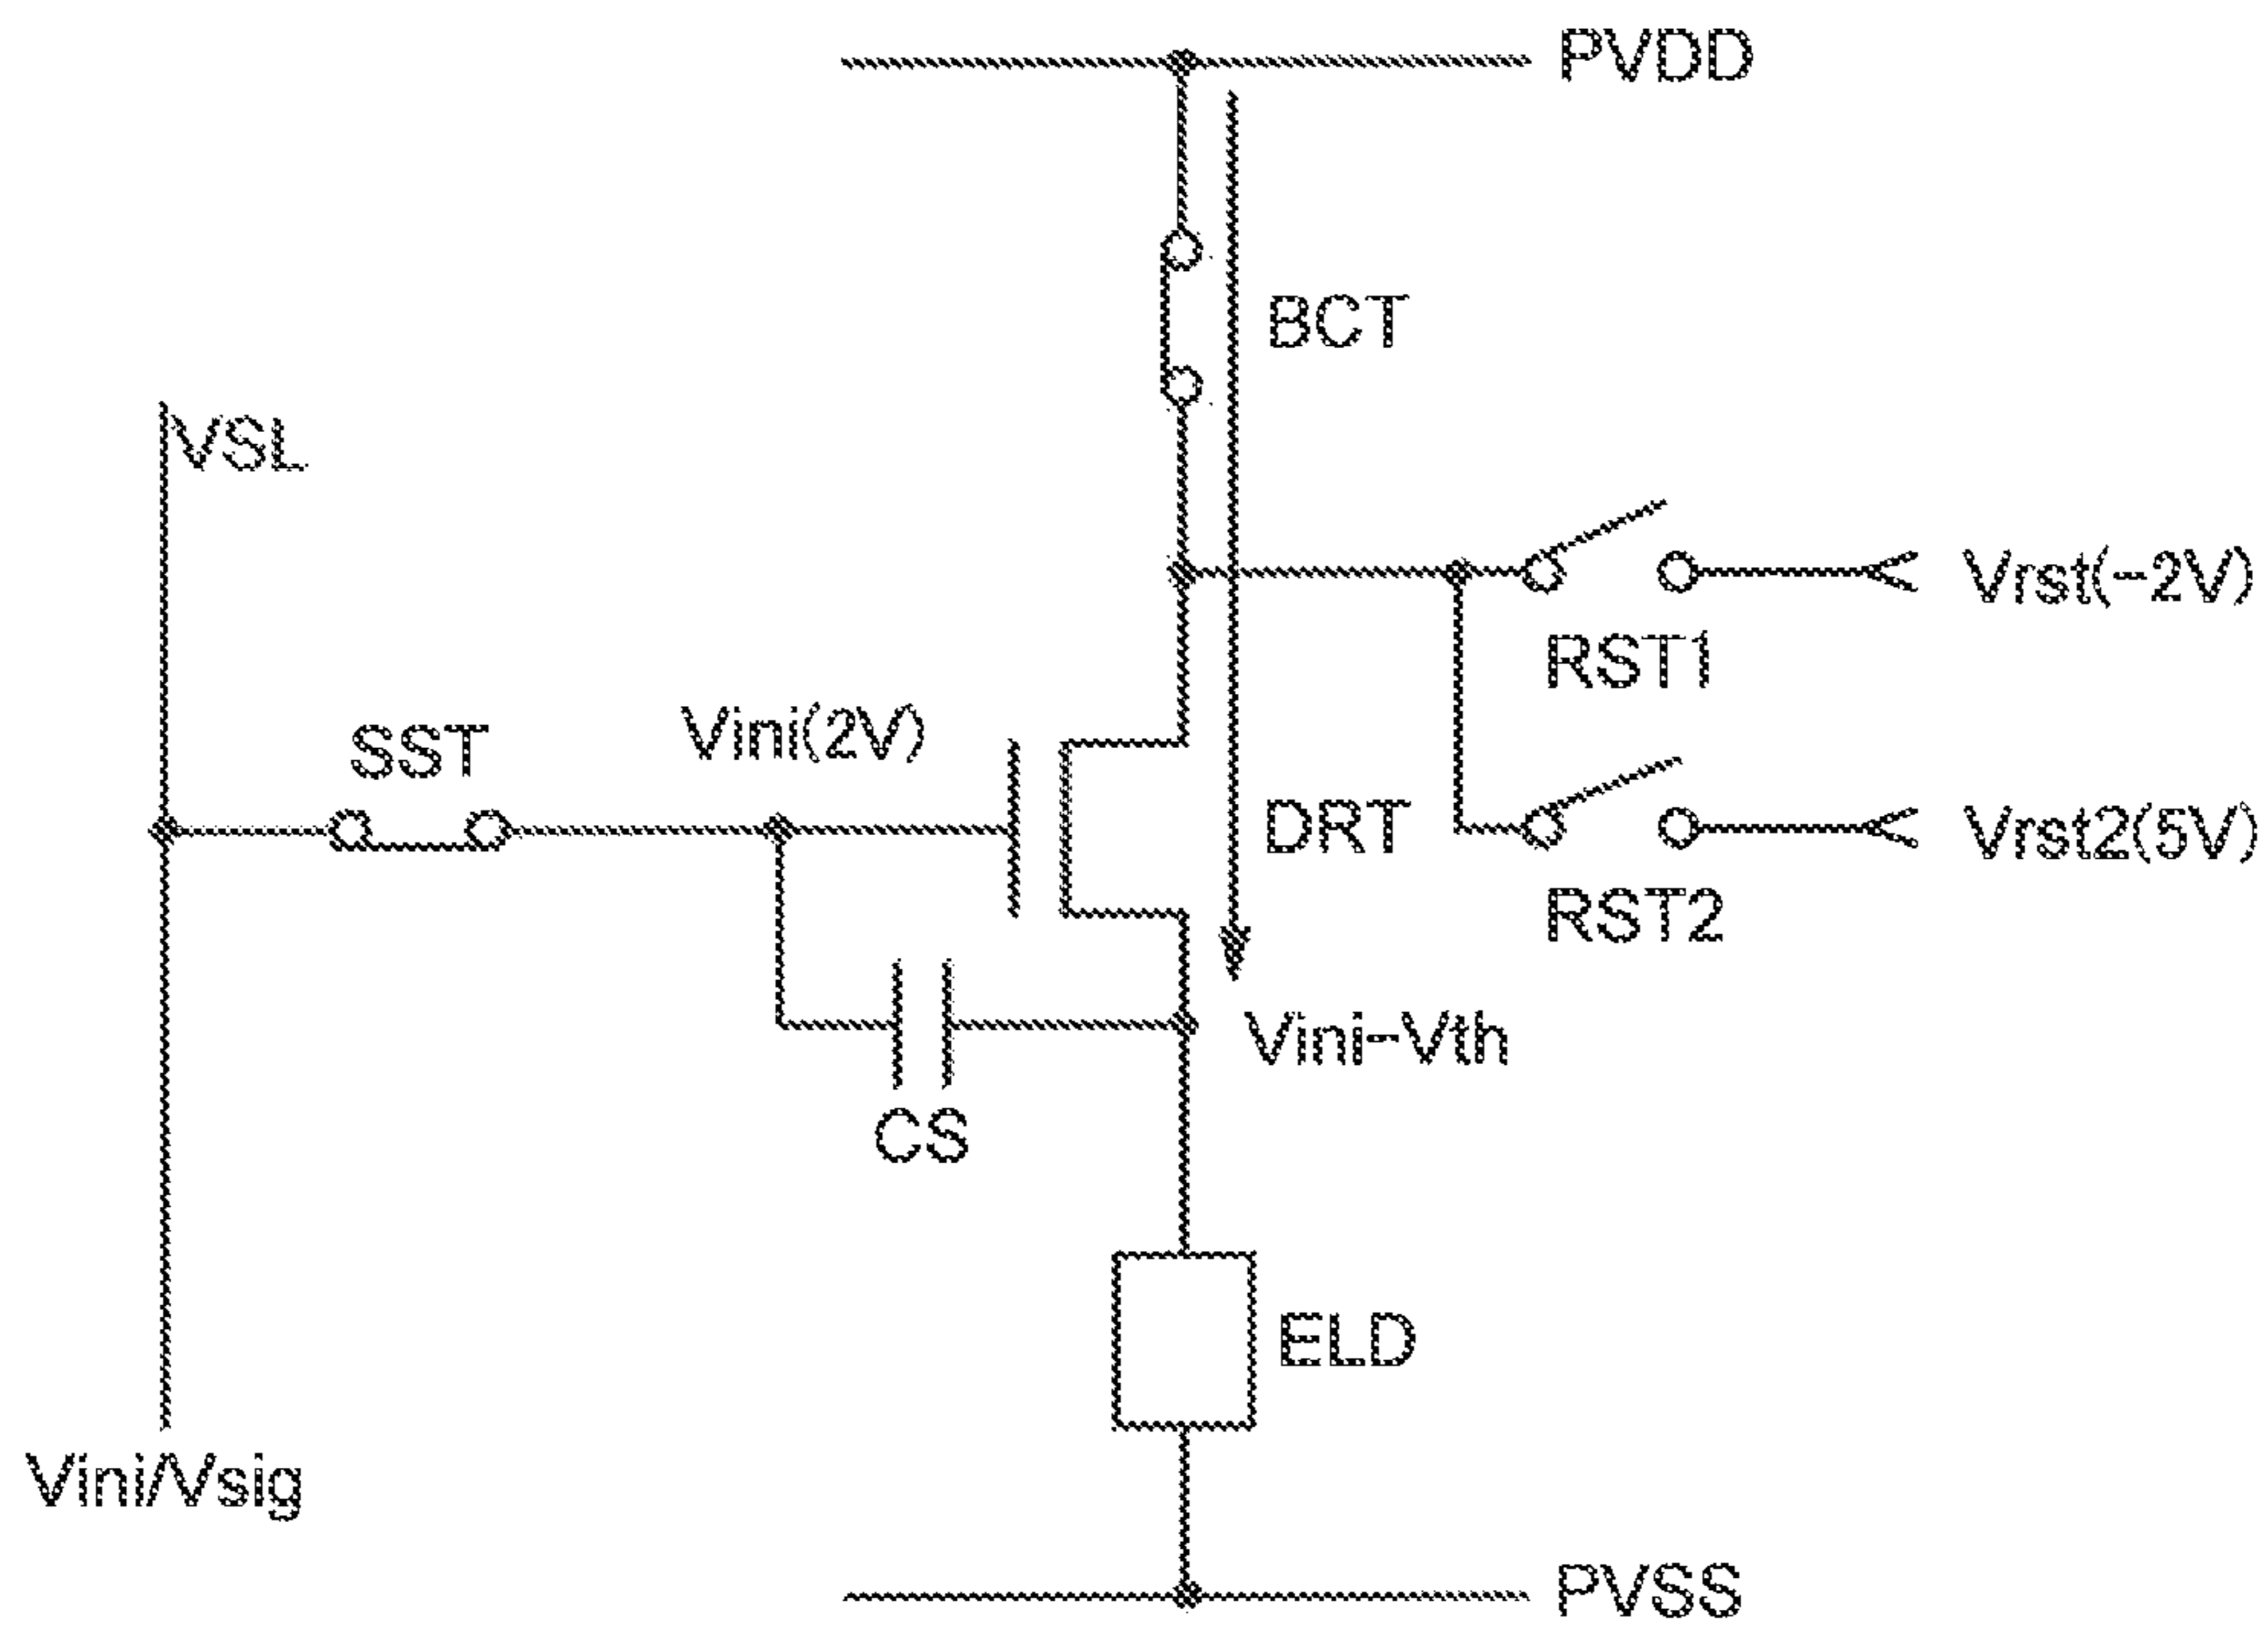 PVDD
BCT
VSL
Vrst(-2V)
RST1
Vini(2V)
SST
DRT
Vrst2(5V)
RST2
Vini-Vth
CS
ELD
Vini/Vsig
PVSS